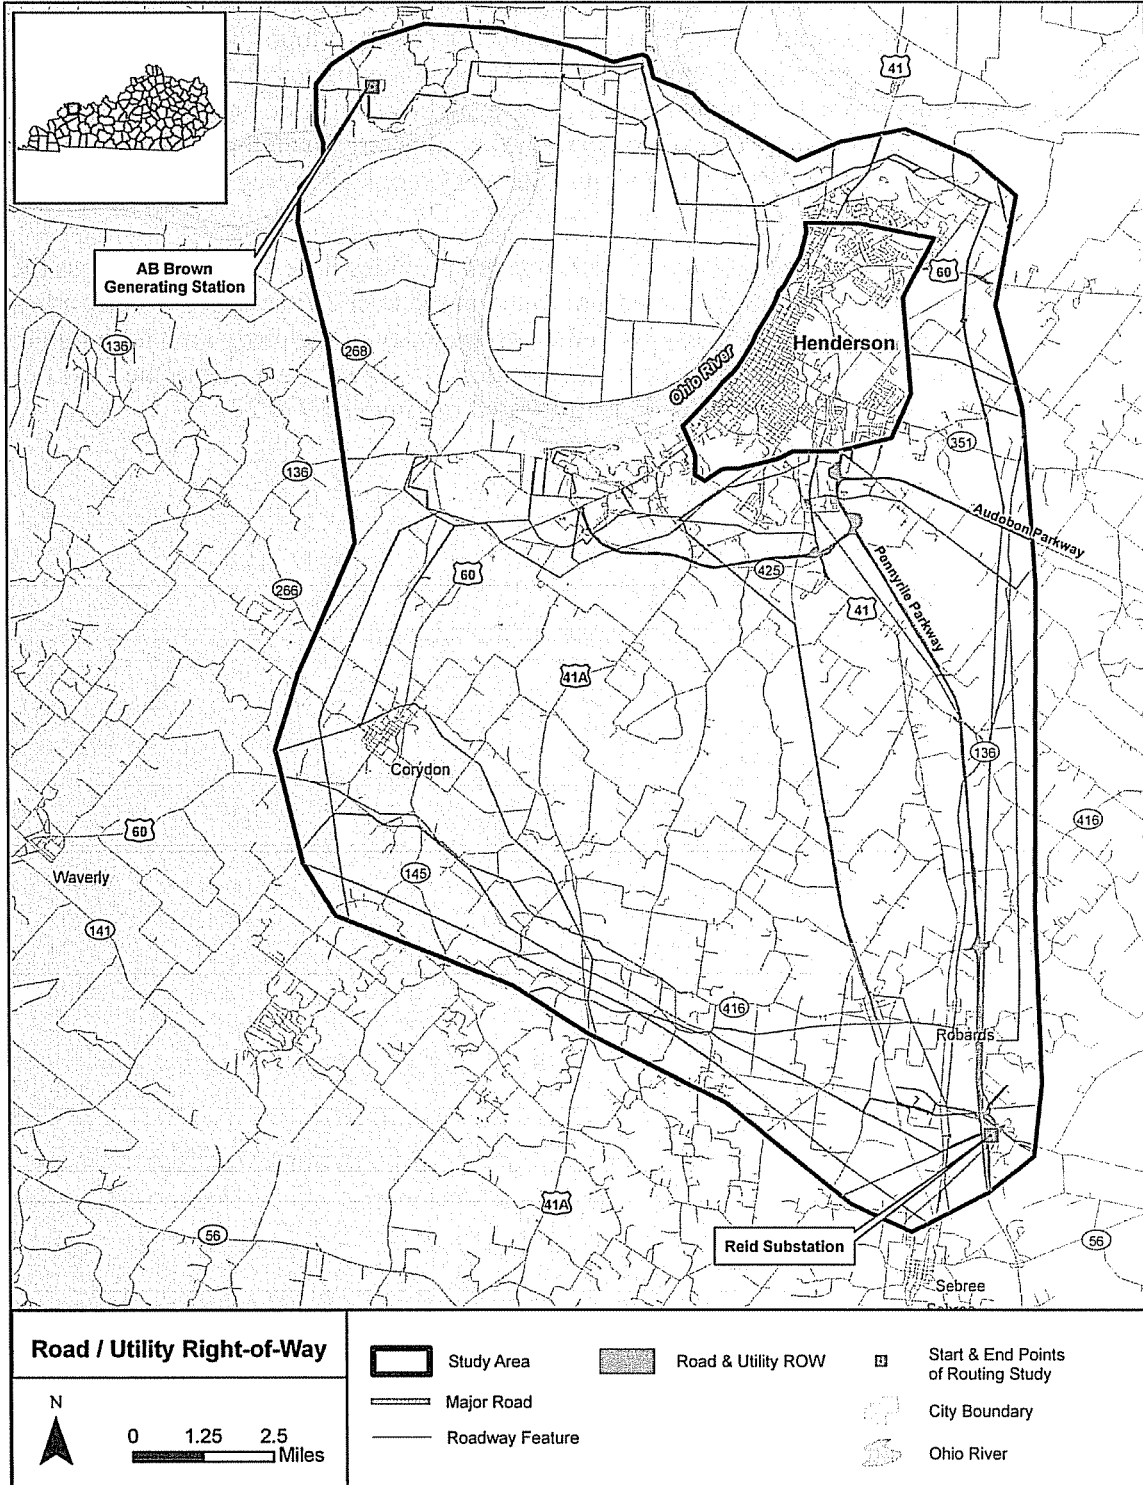 41
AB Brown
Generating Station
60
136
268
Henderson
Ohio River
351
136
Audobon Parkway
60
425
266
Pennyrile Parkway
41
41A
136
Corydon
60
416
145
Waverly
141
416
Robards
41A
56
Reid Substation
56
Sebree
Sebree
Road / Utility Right-of-Way
N
0 1.25 2.5
Miles
Study Area
Major Road
Roadway Feature
Road & Utility ROW
Start & End Points
of Routing Study
City Boundary
Ohio River